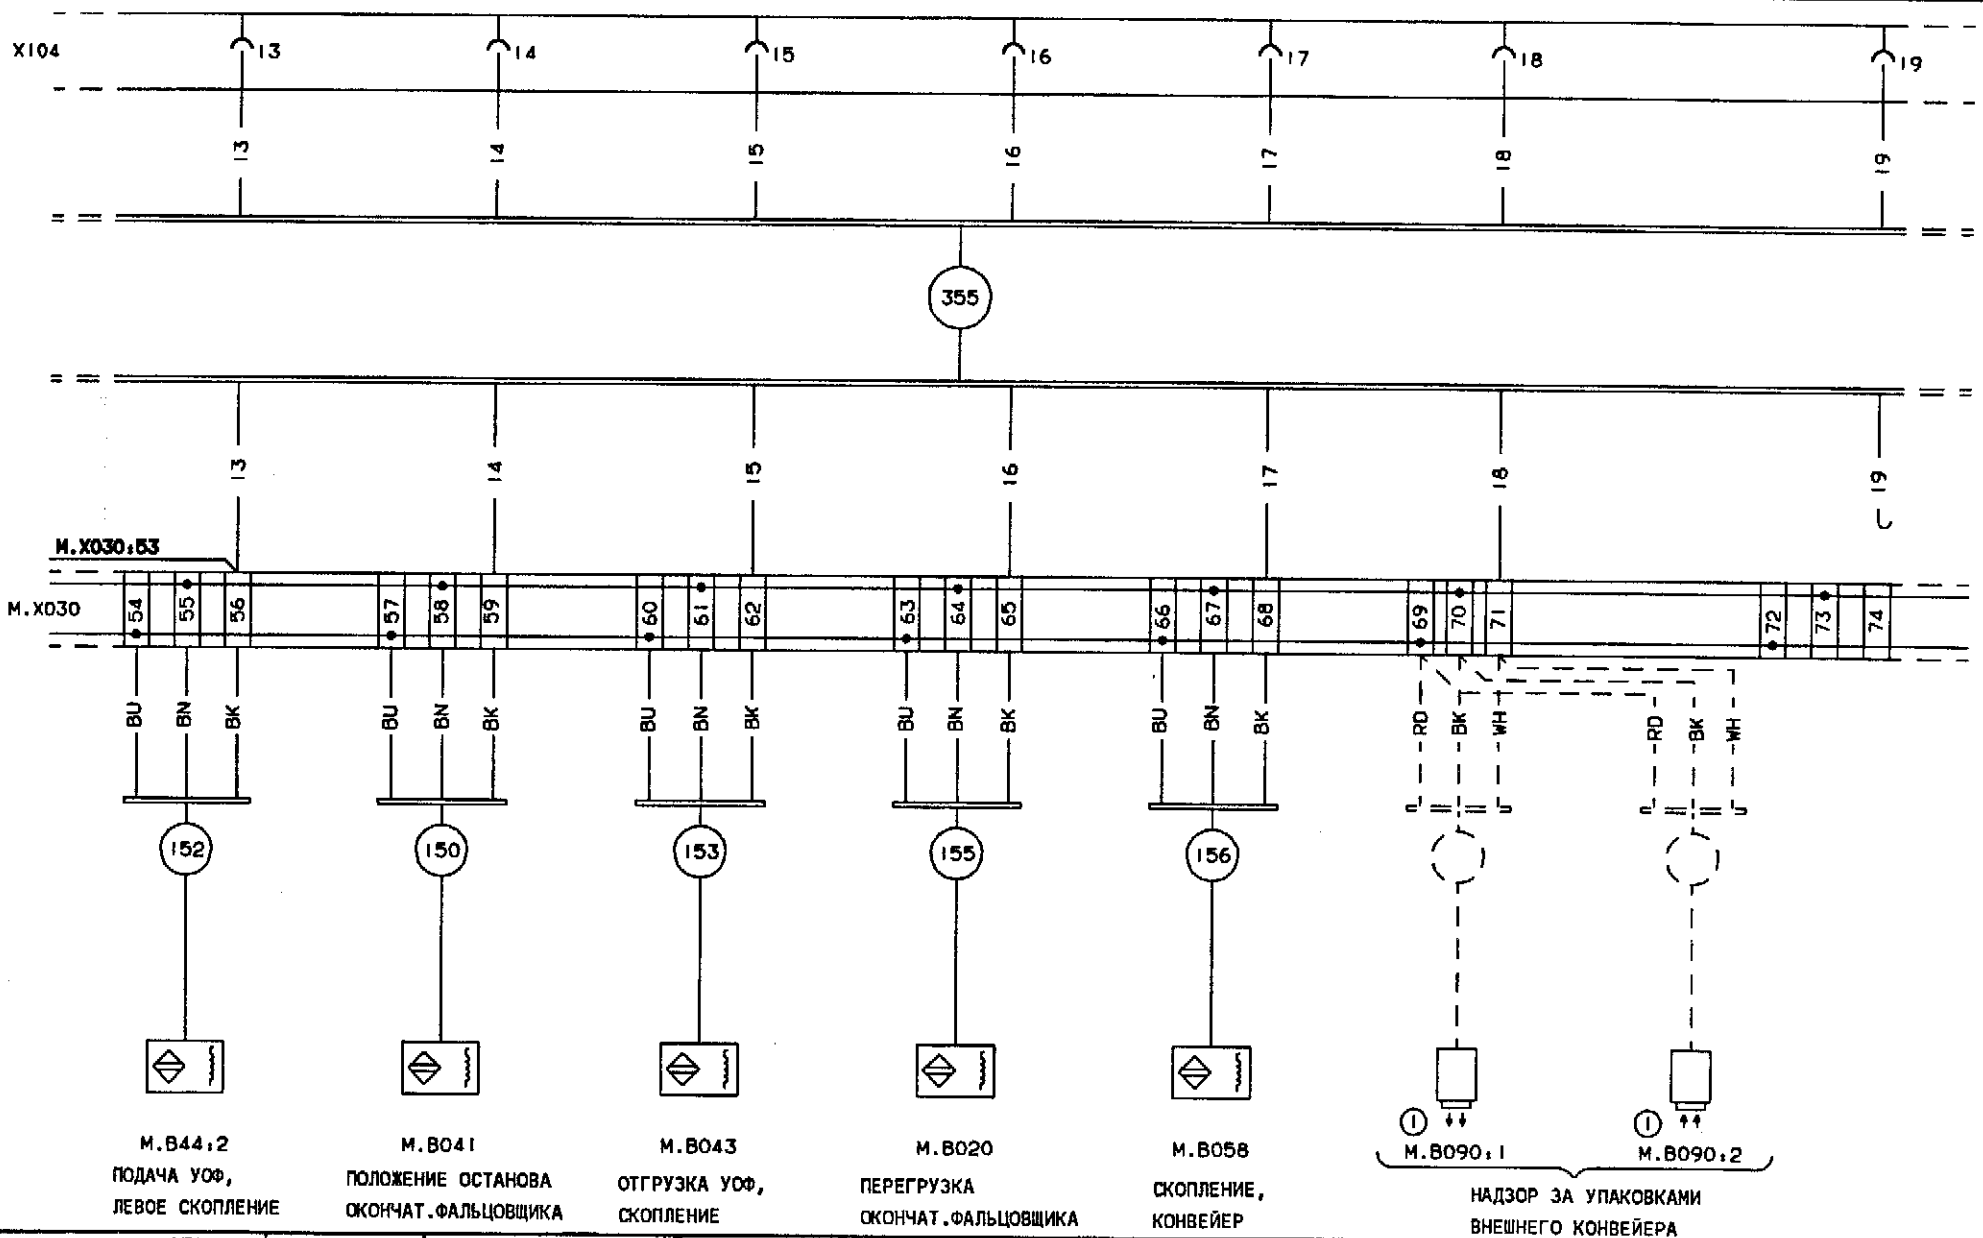 X104 13 14 15 16 17 18 19
13 14 15 16 17 18 19
355
13 14 15 16 17 18 19
M.X030:53
M.X030 54 55 56 57 58 59 60 61 62 63 64 65 66 67 68 69 70 71 72 73 74
BU BN BK BU BN BK BU BN BK BU BN BK BU BN BK RD BK WH RD BK WH
152 150 153 155 156
1 1
M.B44:2 M.B041 M.B043 M.B020 M.B058 M.B090:1 M.B090:2
ПОДАЧА УОФ,
ЛЕВОЕ СКОПЛЕНИЕ
ПОЛОЖЕНИЕ ОСТАНОВА
ОКОНЧАТ.ФАЛЬЦОВЩИКА
ОТГРУЗКА УОФ,
СКОПЛЕНИЕ
ПЕРЕГРУЗКА
ОКОНЧАТ.ФАЛЬЦОВЩИКА
СКОПЛЕНИЕ,
КОНВЕЙЕР
НАДЗОР ЗА УПАКОВКАМИ
ВНЕШНЕГО КОНВЕЙЕРА